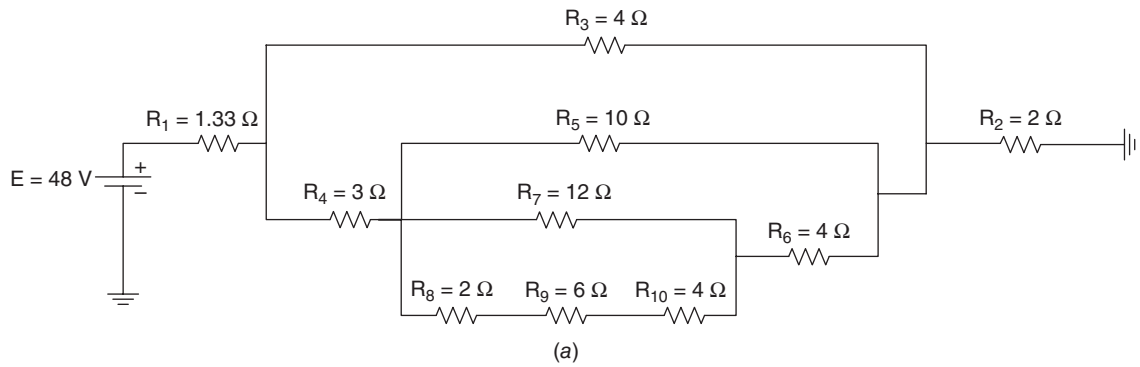 R₃ = 4 Ω
R₁ = 1.33 Ω
R₅ = 10 Ω
R₂ = 2 Ω
E = 48 V
+
−
R₄ = 3 Ω
R₇ = 12 Ω
R₆ = 4 Ω
R₈ = 2 Ω
R₉ = 6 Ω
R₁₀ = 4 Ω
(a)